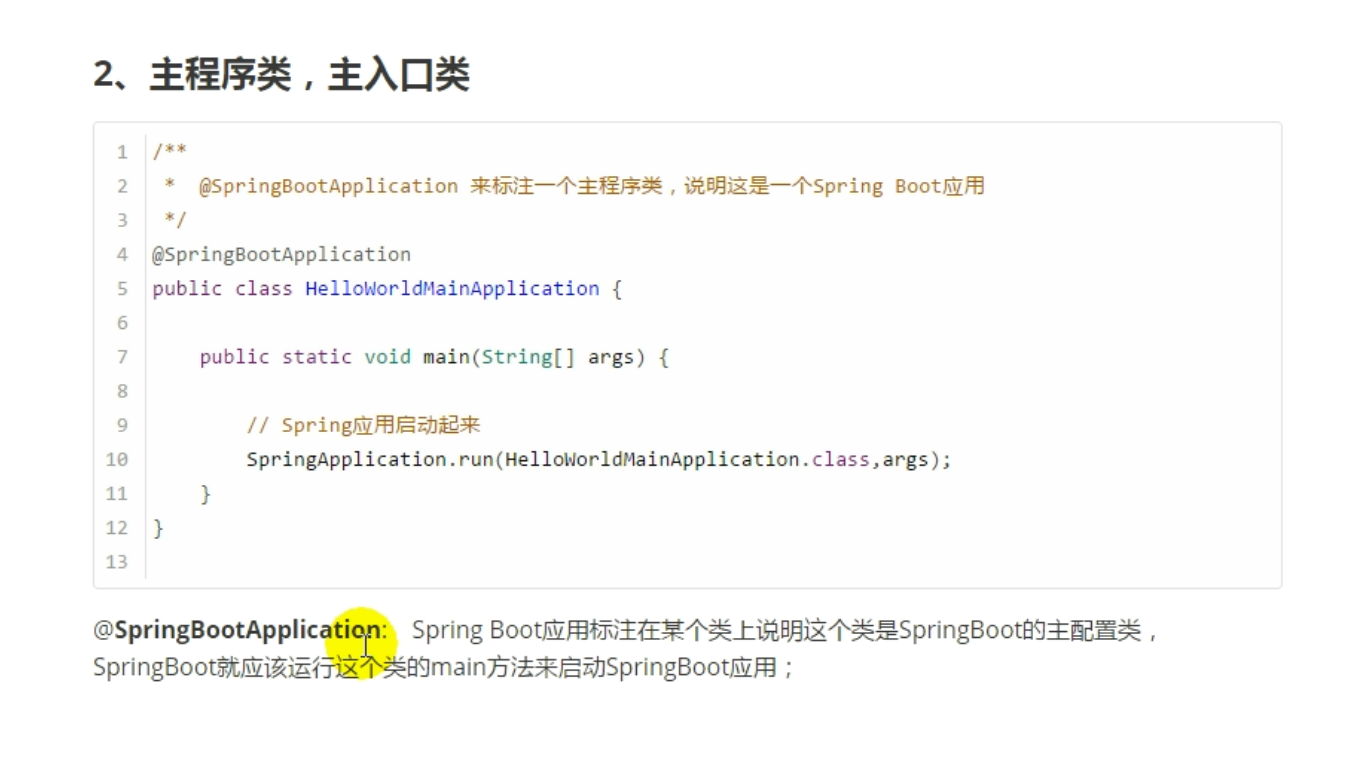 2、主程序类，主入口类
1 /**
2  *  @SpringBootApplication 来标注一个主程序类，说明这是一个Spring Boot应用
3  */
4 @SpringBootApplication
5 public class HelloWorldMainApplication {
6
7     public static void main(String[] args) {
8
9         // Spring应用启动起来
10         SpringApplication.run(HelloWorldMainApplication.class,args);
11     }
12 }
13
@SpringBootApplication:   Spring Boot应用标注在某个类上说明这个类是SpringBoot的主配置类，
SpringBoot就应该运行这个类的main方法来启动SpringBoot应用；